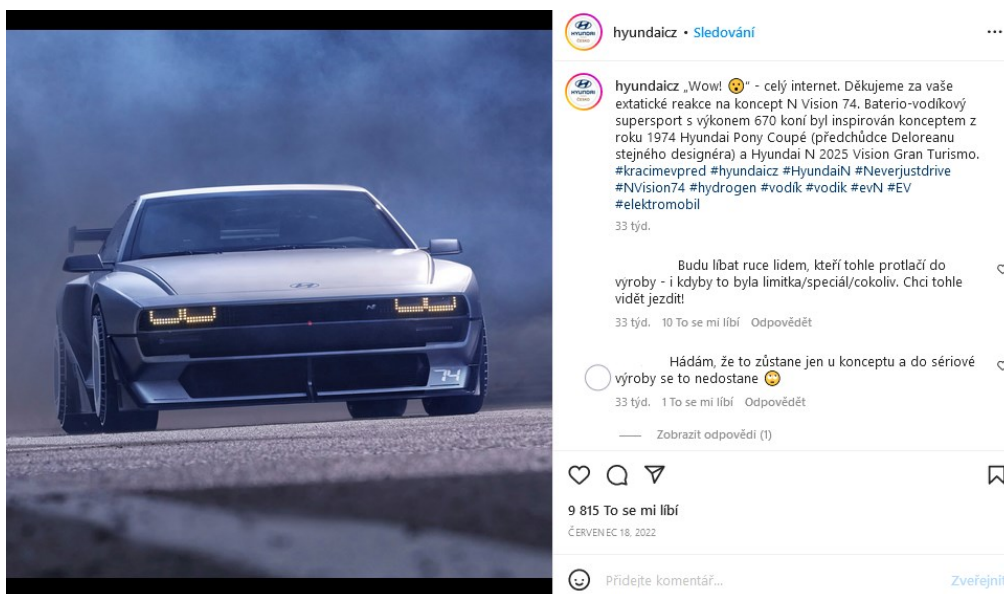 74
HYUNDAI
hyundaicz • Sledování
HYUNDAI
hyundaicz „Wow! 😯“ - celý internet. Děkujeme za vaše
extatické reakce na koncept N Vision 74. Baterio-vodíkový
supersport s výkonem 670 koní byl inspirován konceptem z
roku 1974 Hyundai Pony Coupé (předchůdce Deloreanu
stejného designéra) a Hyundai N 2025 Vision Gran Turismo.
#kracimevpred #hyundaicz #HyundaiN #Neverjustdrive
#NVision74 #hydrogen #vodík #vodik #evN #EV
#elektromobil
33 týd.
Budu líbat ruce lidem, kteří tohle protlačí do
výroby - i kdyby to byla limitka/speciál/cokoliv. Chci tohle
vidět jezdit!
33 týd. 10 To se mi líbí Odpovědět
Hádám, že to zůstane jen u konceptu a do sériové
výroby se to nedostane 🙄
33 týd. 1 To se mi líbí Odpovědět
Zobrazit odpovědi (1)
9 815 To se mi líbí
ČERVENEC 18, 2022
Přidejte komentář...
Zveřejnit